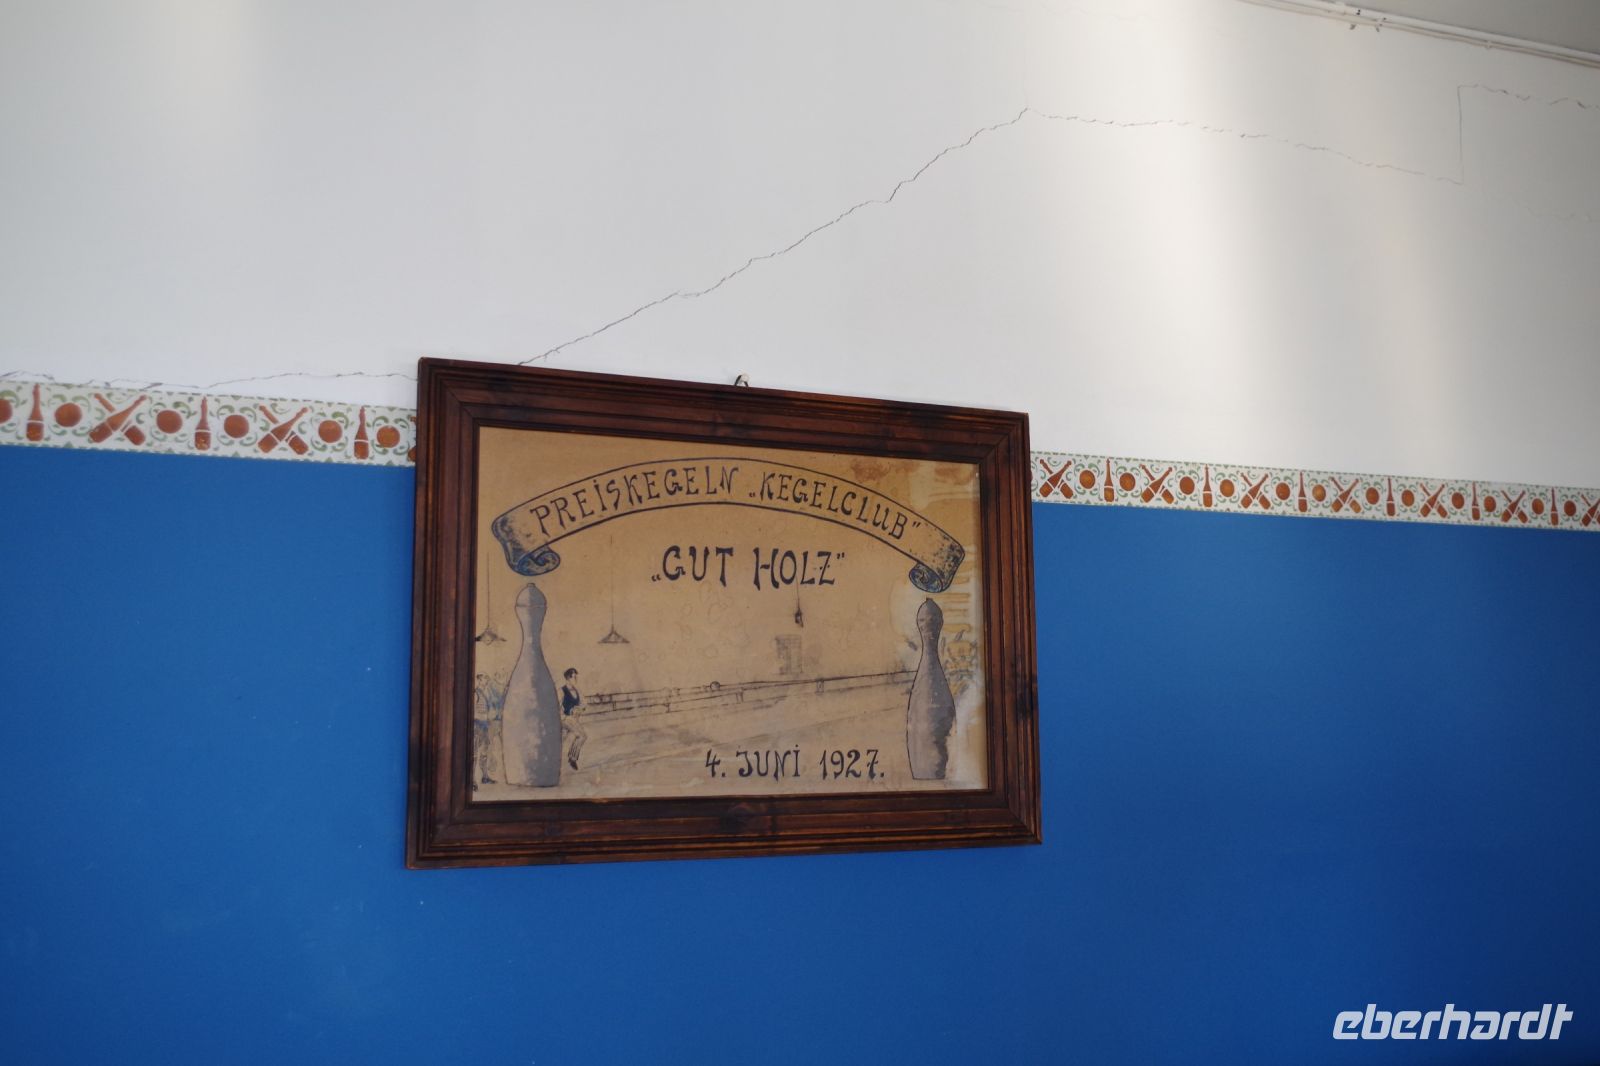 PREISKEGELN „KEGELCLUB"
„GUT HOLZ"
4. JUNI 1927.
eberhardt